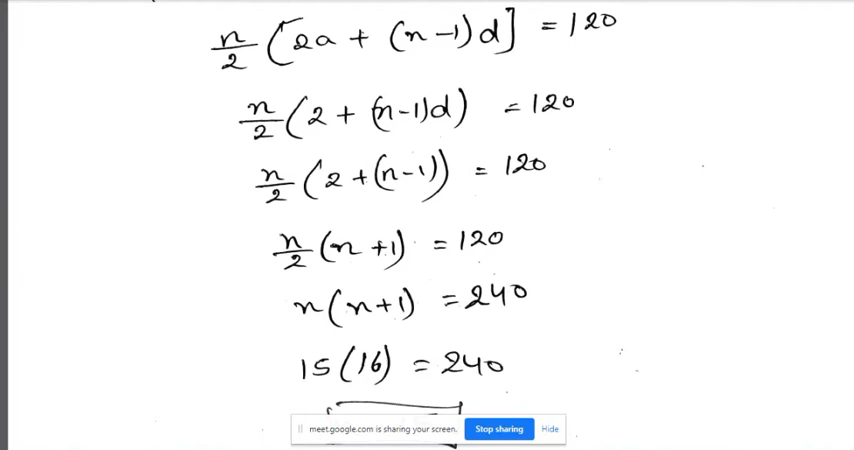 n/2 [2a + (n-1)d] = 120
n/2 (2 + (n-1)d) = 120
n/2 (2 + (n-1)) = 120
n/2 (n+1) = 120
n(n+1) = 240
15(16) = 240
meet.google.com is sharing your screen. Stop sharing Hide